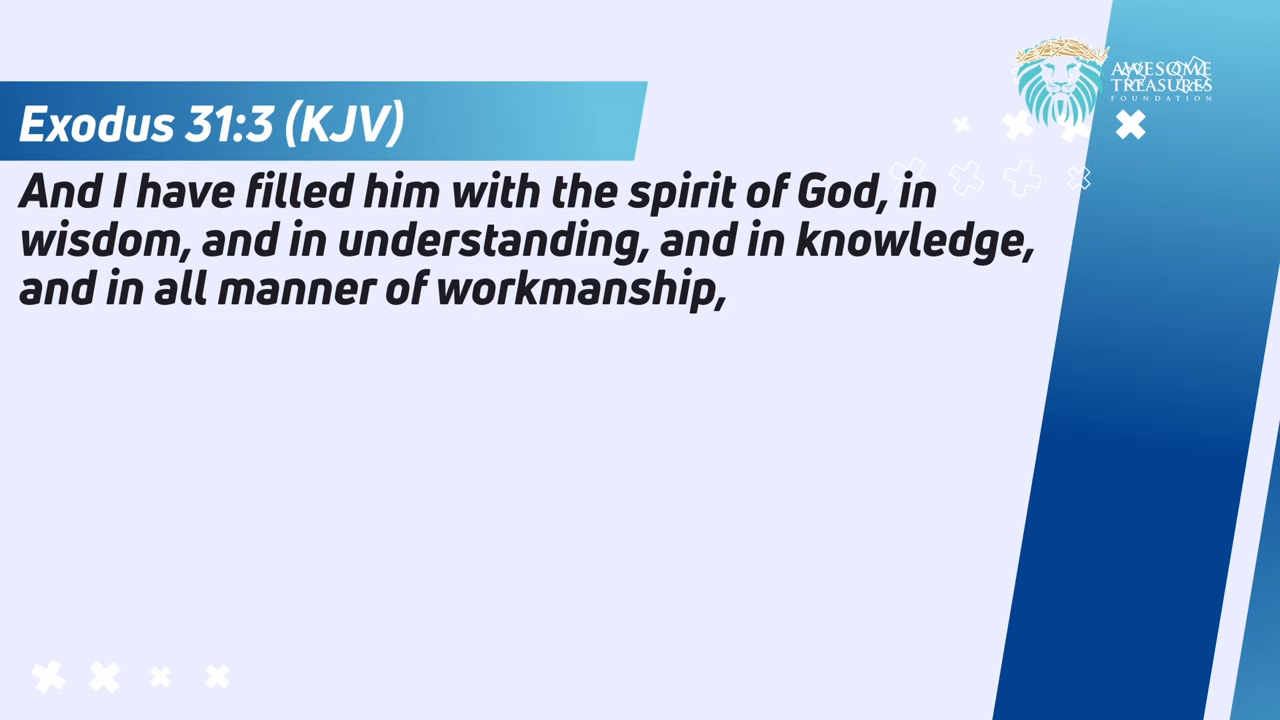 AWESOME
TREASURES
FOUNDATION
Exodus 31:3 (KJV)
And I have filled him with the spirit of God, in
wisdom, and in understanding, and in knowledge,
and in all manner of workmanship,